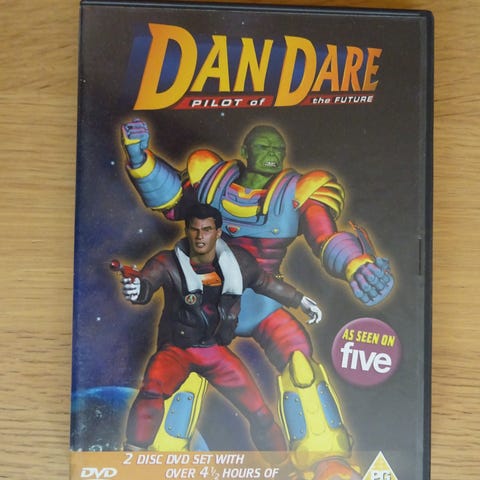 DAN DARE
PILOT of the FUTURE
AS SEEN ON
five
2 DISC DVD SET WITH
OVER 4½ HOURS OF
DVD
PG